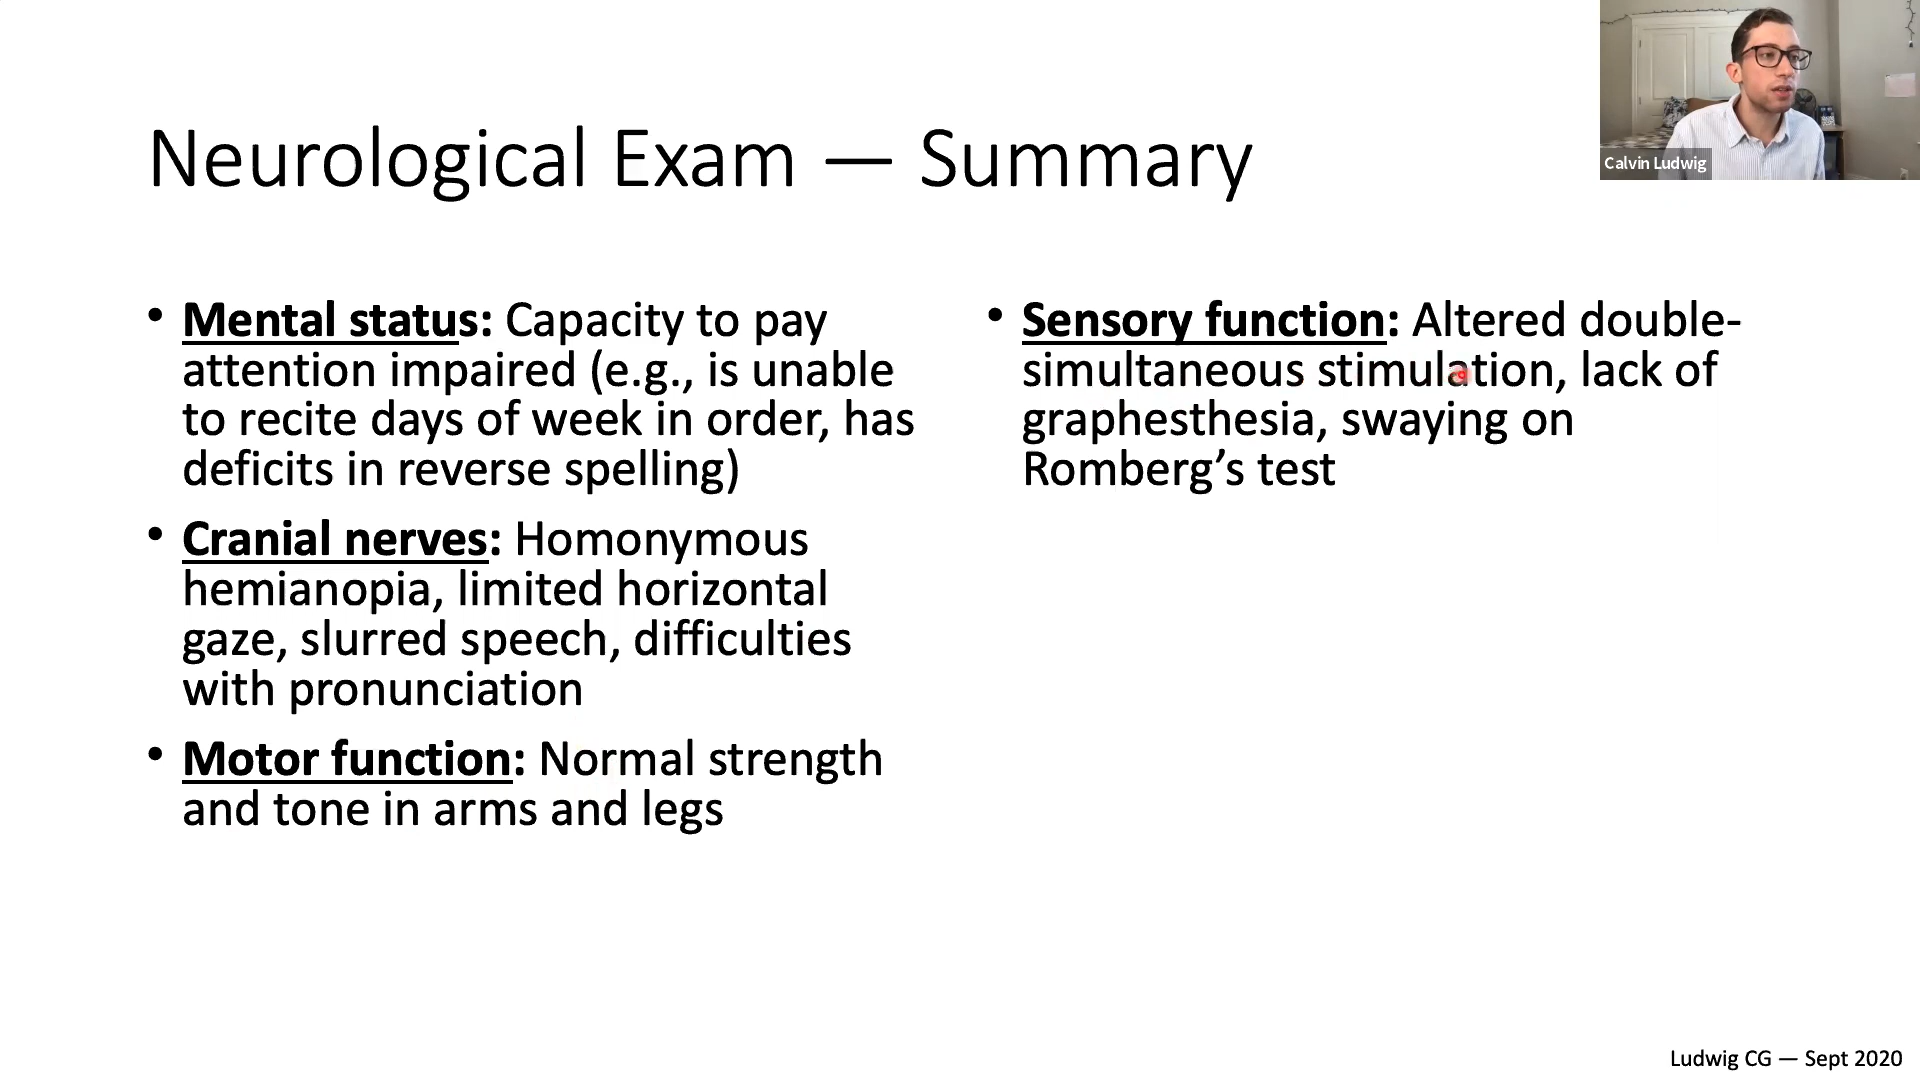 Calvin Ludwig
Neurological Exam — Summary
• Mental status: Capacity to pay
attention impaired (e.g., is unable
to recite days of week in order, has
deficits in reverse spelling)
• Cranial nerves: Homonymous
hemianopia, limited horizontal
gaze, slurred speech, difficulties
with pronunciation
• Motor function: Normal strength
and tone in arms and legs
• Sensory function: Altered double-
simultaneous stimulation, lack of
graphesthesia, swaying on
Romberg’s test
Ludwig CG — Sept 2020